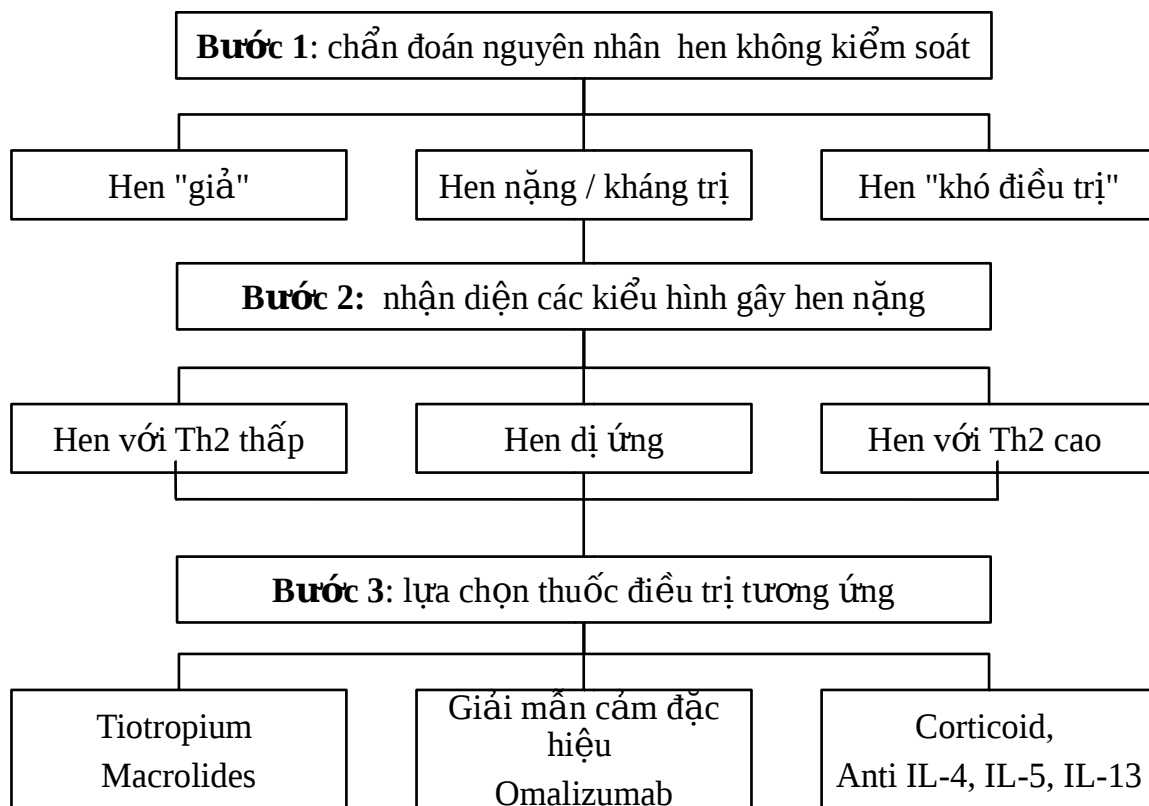 Bước 1: chẩn đoán nguyên nhân hen không kiểm soát
Hen "giả"
Hen nặng / kháng trị
Hen "khó điều trị"
Bước 2: nhận diện các kiểu hình gây hen nặng
Hen với Th2 thấp
Hen dị ứng
Hen với Th2 cao
Bước 3: lựa chọn thuốc điều trị tương ứng
Tiotropium
Macrolides
Giải mẫn cảm đặc
hiệu
Omalizumab
Corticoid,
Anti IL-4, IL-5, IL-13